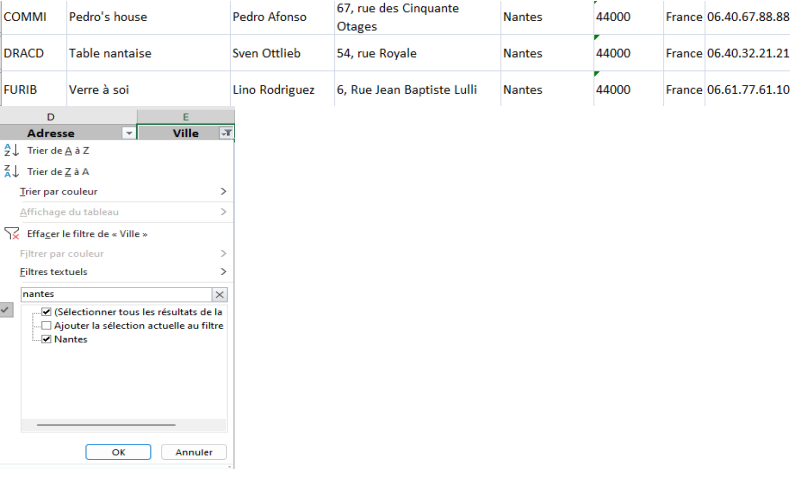 COMMI Pedro's house Pedro Afonso 67, rue des Cinquante Otages Nantes 44000 France 06.40.67.88.88
DRACD Table nantaise Sven Ottlieb 54, rue Royale Nantes 44000 France 06.40.32.21.21
FURIB Verre à soi Lino Rodriguez 6, Rue Jean Baptiste Lulli Nantes 44000 France 06.61.77.61.10
D E
Adresse Ville
Trier de A à Z
Trier de Z à A
Trier par couleur
Affichage du tableau
Effacer le filtre de « Ville »
Filtrer par couleur
Filtres textuels
nantes
(Sélectionner tous les résultats de la
Ajouter la sélection actuelle au filtre
Nantes
OK Annuler